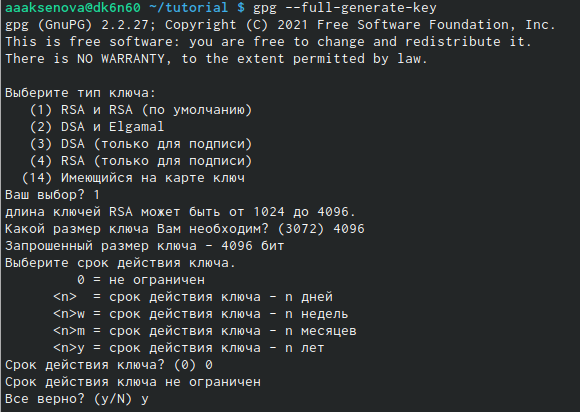 aaaksenova@dk6n60 ~/tutorial $ gpg --full-generate-key
gpg (GnuPG) 2.2.27; Copyright (C) 2021 Free Software Foundation, Inc.
This is free software: you are free to change and redistribute it.
There is NO WARRANTY, to the extent permitted by law.

Выберите тип ключа:
   (1) RSA и RSA (по умолчанию)
   (2) DSA и Elgamal
   (3) DSA (только для подписи)
   (4) RSA (только для подписи)
  (14) Имеющийся на карте ключ
Ваш выбор? 1
длина ключей RSA может быть от 1024 до 4096.
Какой размер ключа Вам необходим? (3072) 4096
Запрошенный размер ключа - 4096 бит
Выберите срок действия ключа.
         0 = не ограничен
      <n>  = срок действия ключа - n дней
      <n>w = срок действия ключа - n недель
      <n>m = срок действия ключа - n месяцев
      <n>y = срок действия ключа - n лет
Срок действия ключа? (0) 0
Срок действия ключа не ограничен
Все верно? (y/N) y